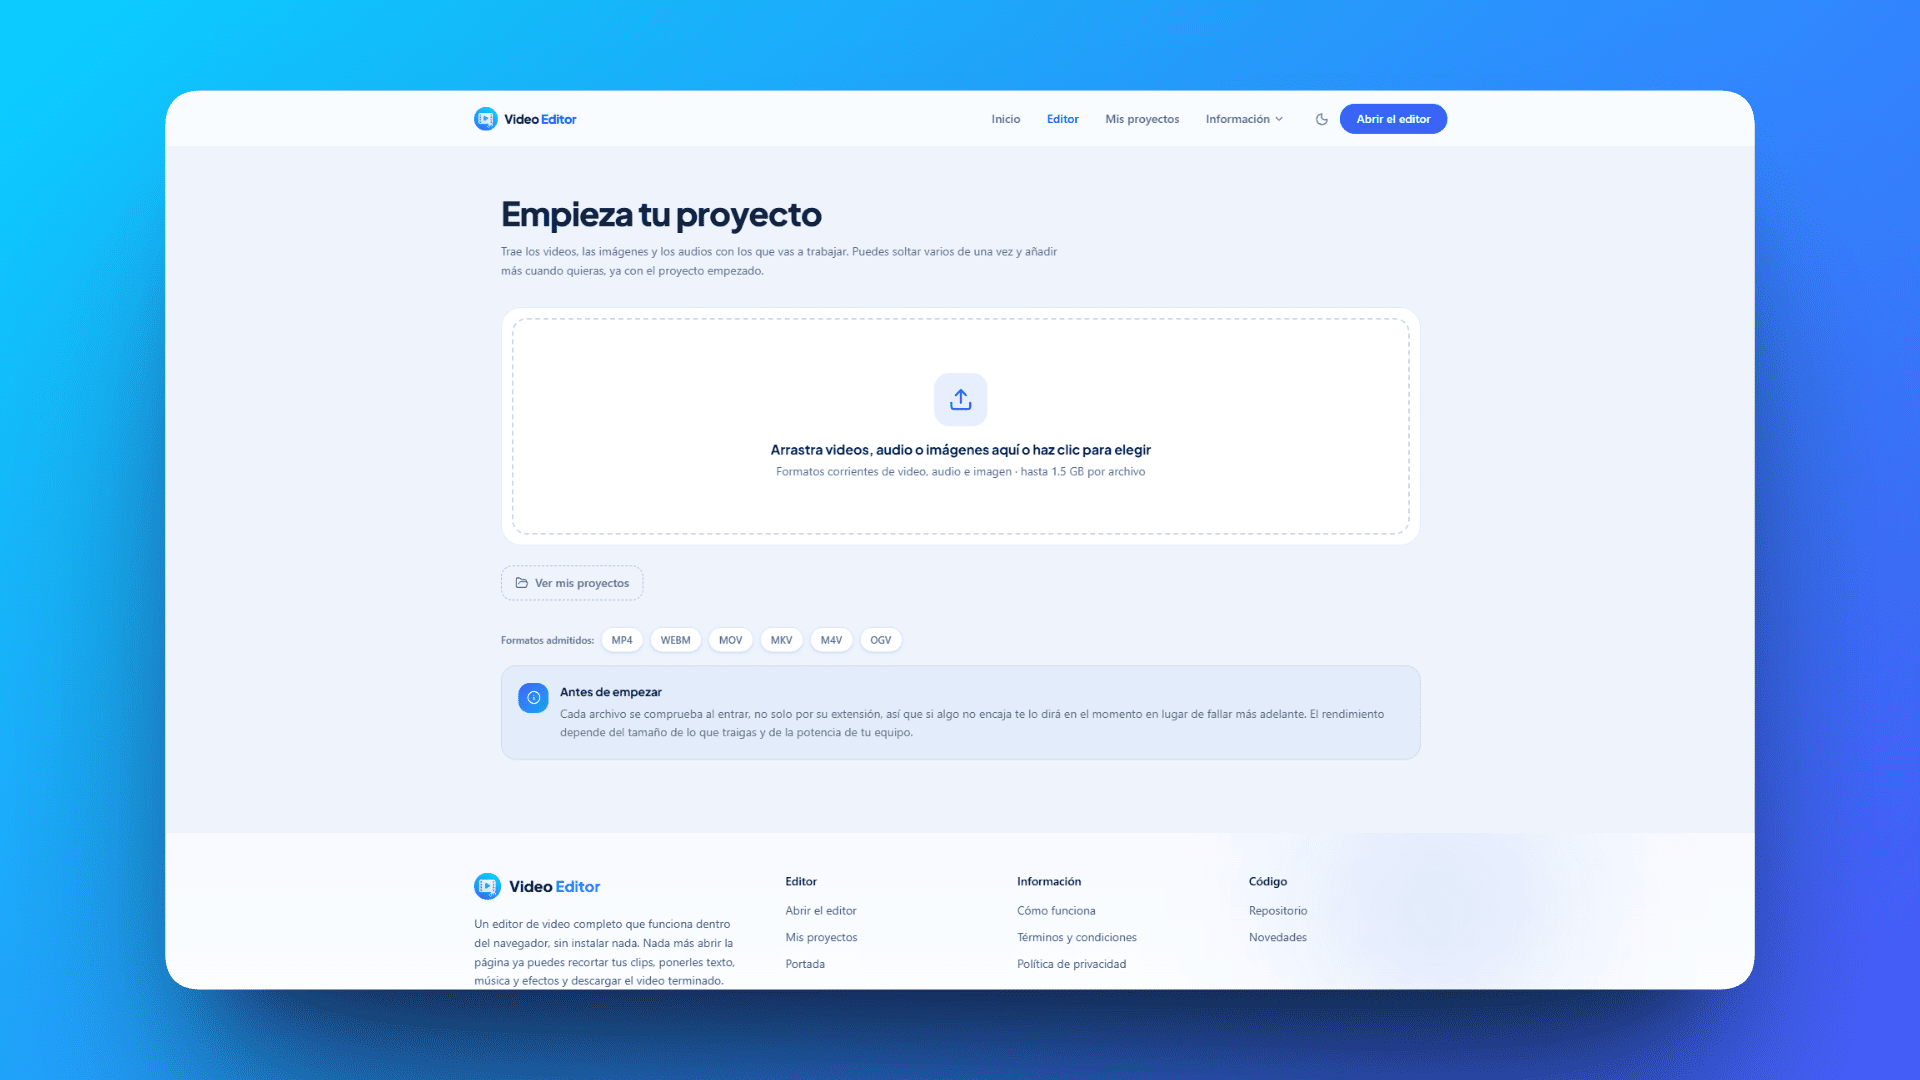 Video Editor
Inicio
Editor
Mis proyectos
Información
Abrir el editor
Empieza tu proyecto
Trae los videos, las imágenes y los audios con los que vas a trabajar. Puedes soltar varios de una vez y añadir
más cuando quieras, ya con el proyecto empezado.
Arrastra videos, audio o imágenes aquí o haz clic para elegir
Formatos corrientes de video, audio e imagen · hasta 1.5 GB por archivo
Ver mis proyectos
Formatos admitidos: MP4 WEBM MOV MKV M4V OGV
Antes de empezar
Cada archivo se comprueba al entrar, no solo por su extensión, así que si algo no encaja te lo dirá en el momento en lugar de fallar más adelante. El rendimiento
depende del tamaño de lo que traigas y de la potencia de tu equipo.
Video Editor
Un editor de video completo que funciona dentro
del navegador, sin instalar nada. Nada más abrir la
página ya puedes recortar tus clips, ponerles texto,
música y efectos y descargar el video terminado.
Editor
Abrir el editor
Mis proyectos
Portada
Información
Cómo funciona
Términos y condiciones
Política de privacidad
Código
Repositorio
Novedades